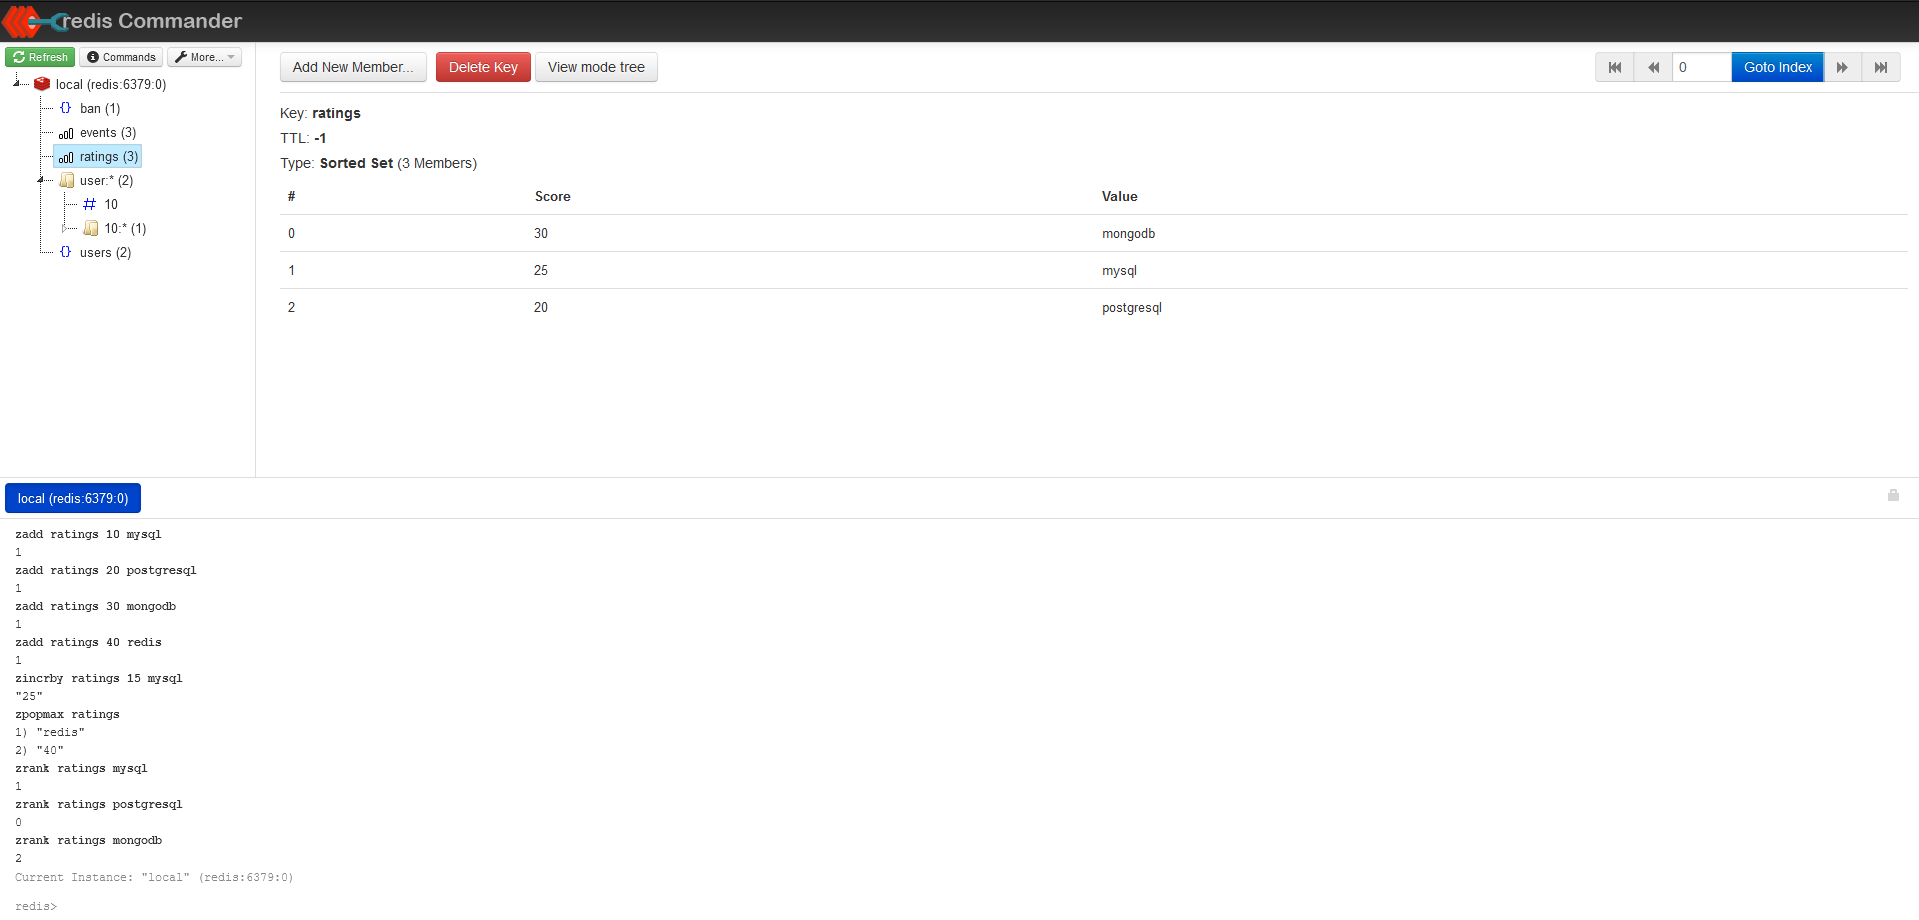 redis Commander
Refresh Commands More...
local (redis:6379:0)
ban (1)
events (3)
ratings (3)
user:* (2)
10
10:* (1)
users (2)
Add New Member... Delete Key View mode tree 0 Goto Index
Key: ratings
TTL: -1
Type: Sorted Set (3 Members)
# Score Value
0 30 mongodb
1 25 mysql
2 20 postgresql
local (redis:6379:0)
zadd ratings 10 mysql
1
zadd ratings 20 postgresql
1
zadd ratings 30 mongodb
1
zadd ratings 40 redis
1
zincrby ratings 15 mysql
"25"
zpopmax ratings
1) "redis"
2) "40"
zrank ratings mysql
1
zrank ratings postgresql
0
zrank ratings mongodb
2
Current Instance: "local" (redis:6379:0)
redis>